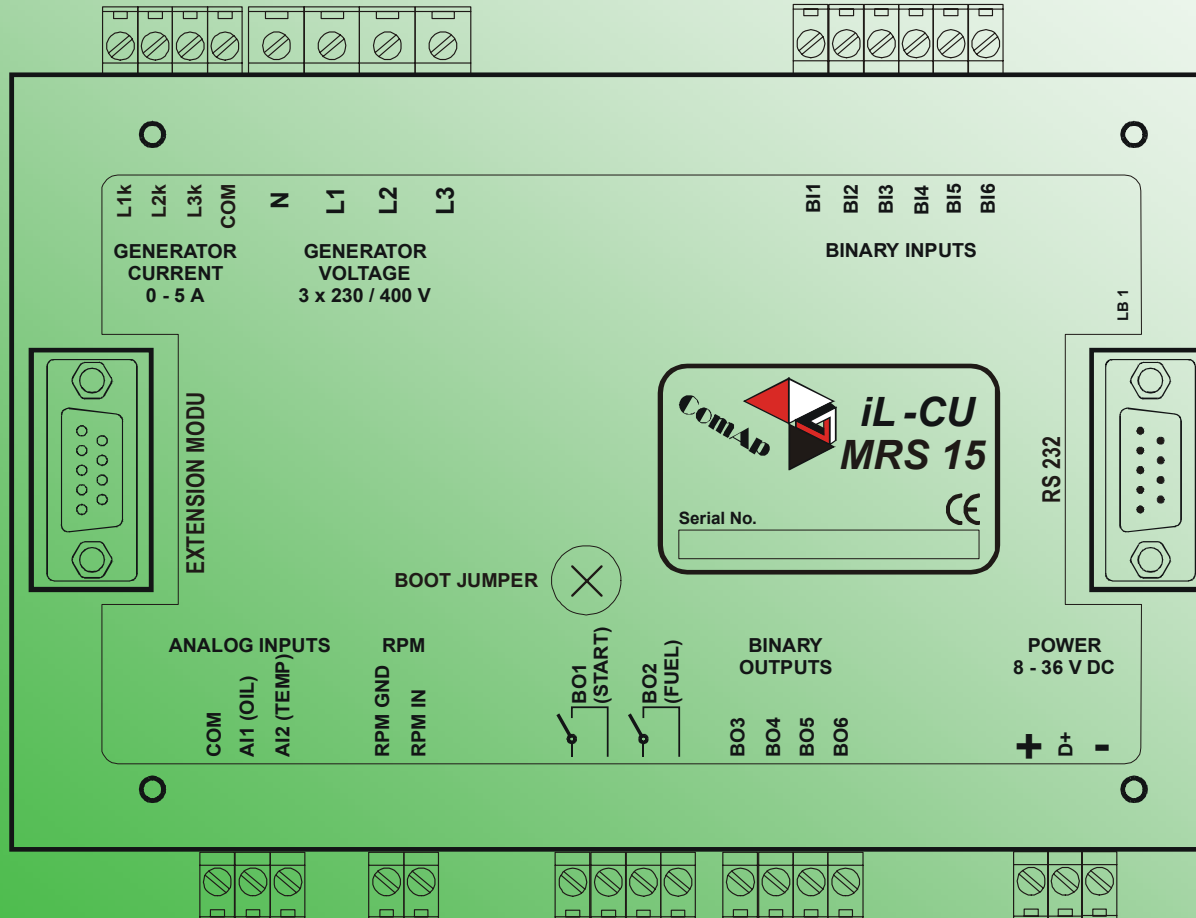 L1k
L2k
L3k
COM
N
L1
L2
L3
BI1
BI2
BI3
BI4
BI5
BI6
GENERATOR
CURRENT
0 - 5 A
GENERATOR
VOLTAGE
3 x 230 / 400 V
BINARY INPUTS
LB 1
EXTENSION MODU
ComAp
iL-CU
MRS 15
Serial No.
CE
RS 232
BOOT JUMPER
ANALOG INPUTS
RPM
BINARY
OUTPUTS
POWER
8 - 36 V DC
COM
AI1 (OIL)
AI2 (TEMP)
RPM GND
RPM IN
BO1
(START)
BO2
(FUEL)
BO3
BO4
BO5
BO6
+
D+
-